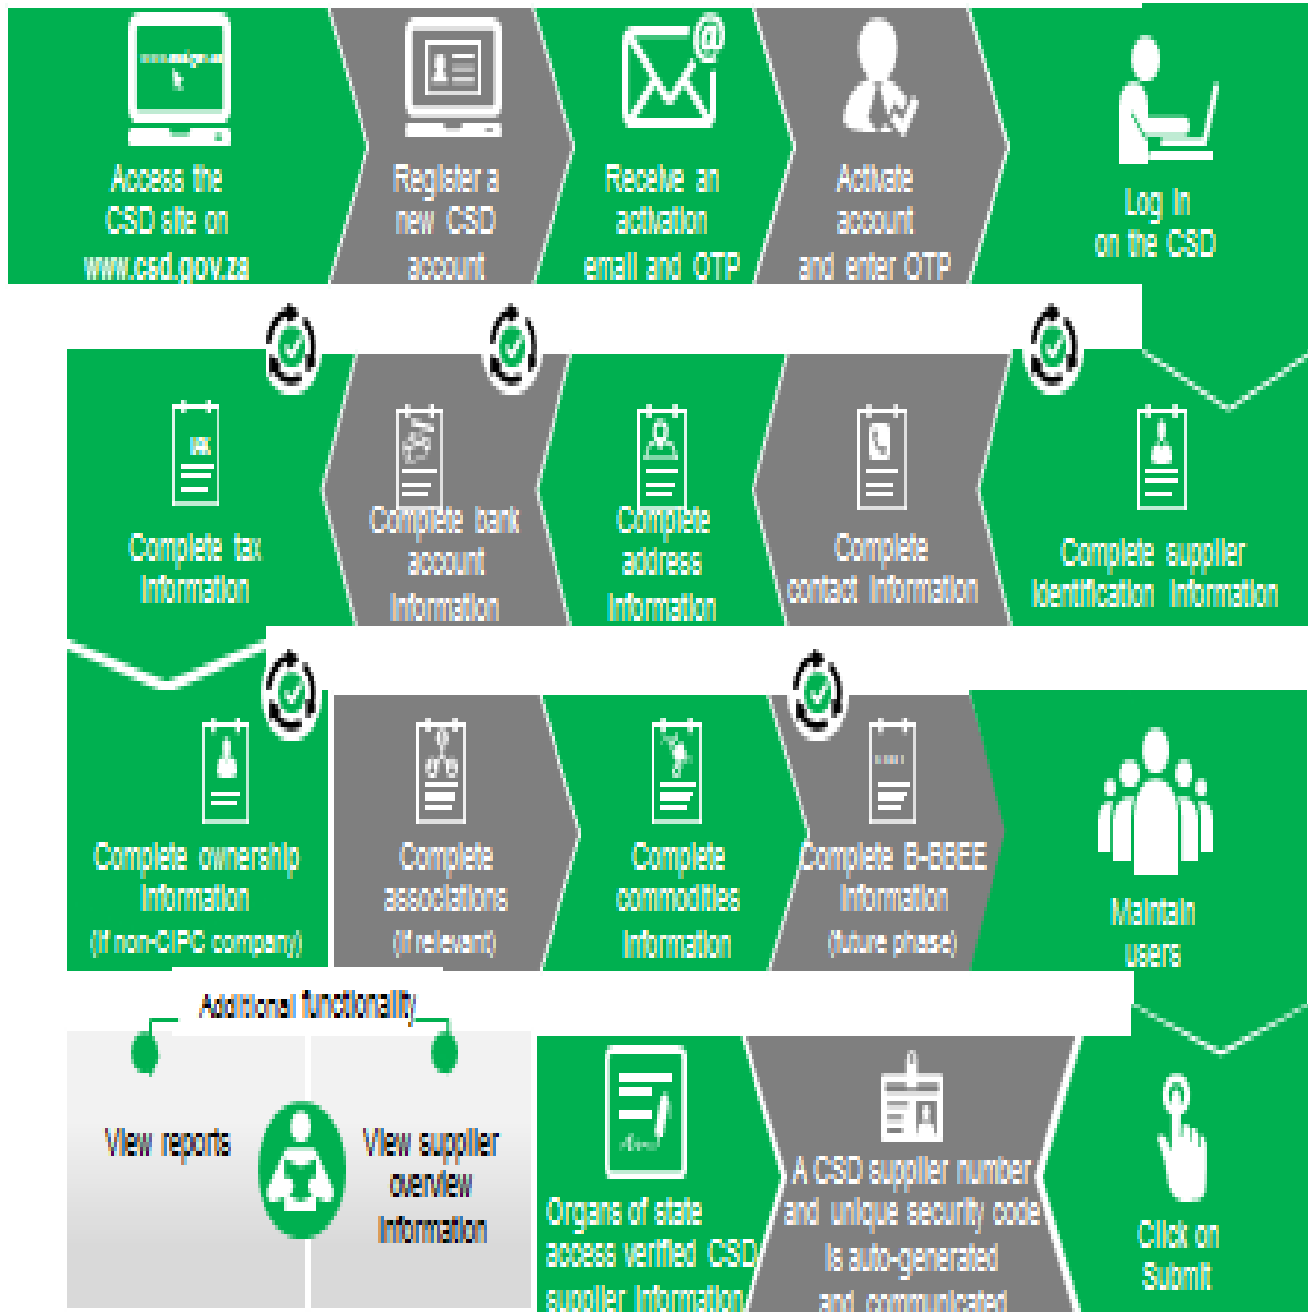 Access the
CSD site on
www.csd.gov.za
Register a
new CSD
account
Receive an
activation
email and OTP
Activate
account
and enter OTP
Log in
on the CSD
Complete tax
information
Complete bank
account
information
Complete
address
information
Complete
contact information
Complete supplier
identification information
Complete ownership
information
(if non-CIPC company)
Complete
associations
(if relevant)
Complete
commodities
information
Complete B-BBEE
information
(future phase)
Maintain
users
Additional functionality
View reports
View supplier
overview
information
Organs of state
access verified CSD
supplier information
A CSD supplier number
and unique security code
is auto-generated
and communicated
Click on
Submit